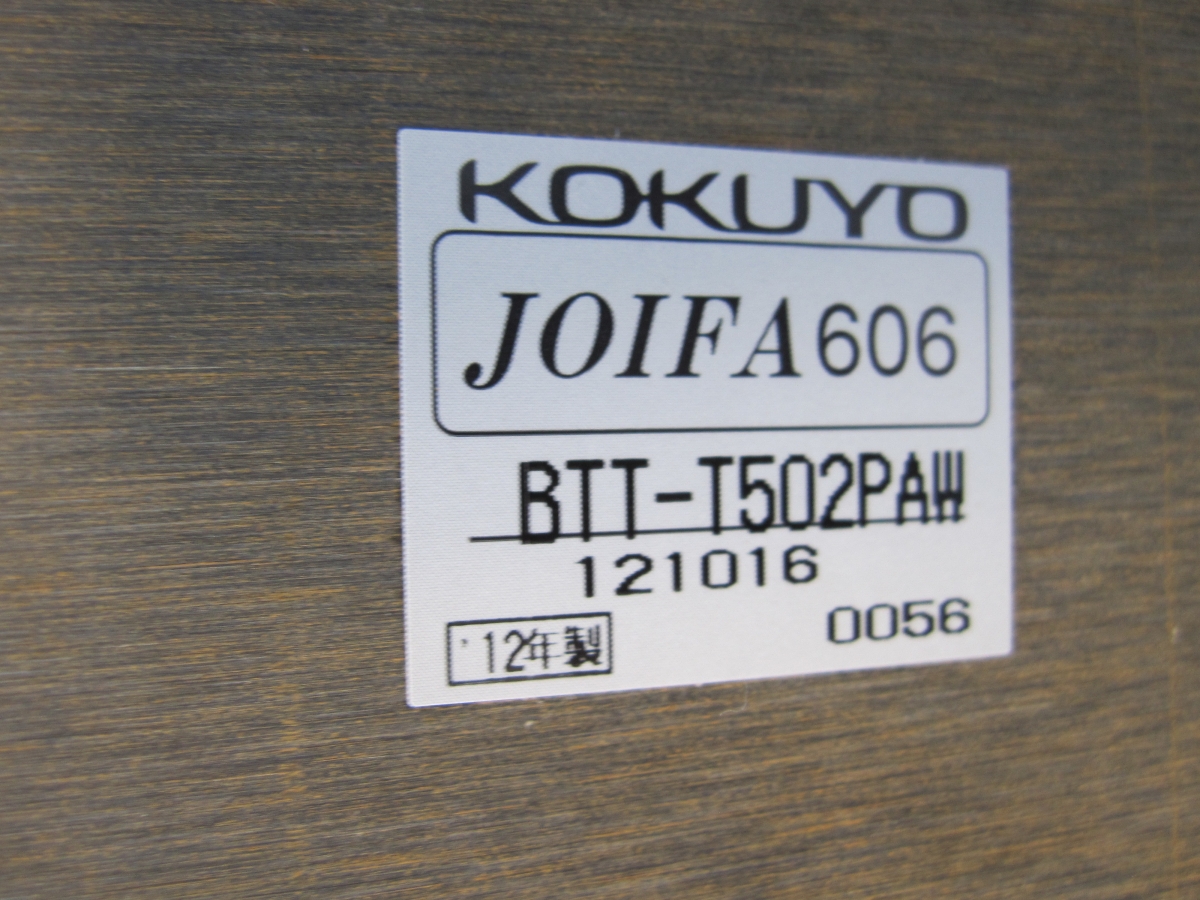 KOKUYO
JOIFA606
BTT-T502PAW
121016
0056
'12年製